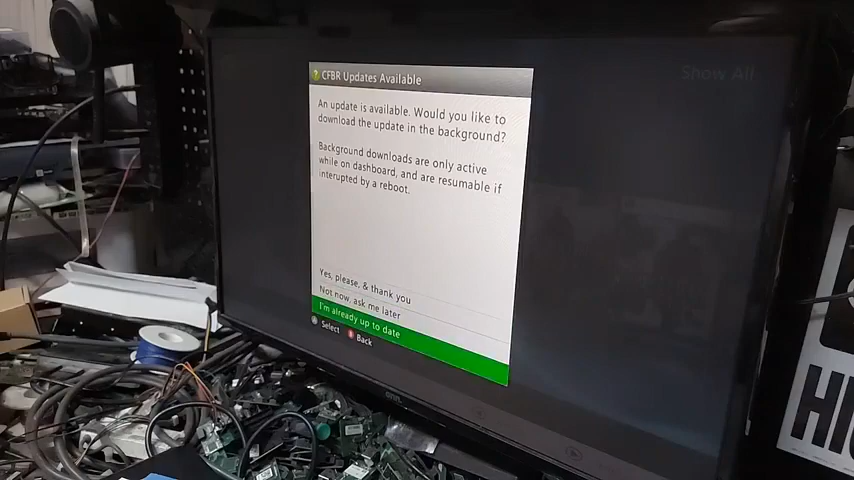 CFBR Updates Available
Show All
An update is available. Would you like to
download the update in the background?
Background downloads are only active
while on dashboard, and are resumable if
interupted by a reboot.
Yes, please, & thank you
Not now, ask me later
I'm already up to date
Select
Back
onn.